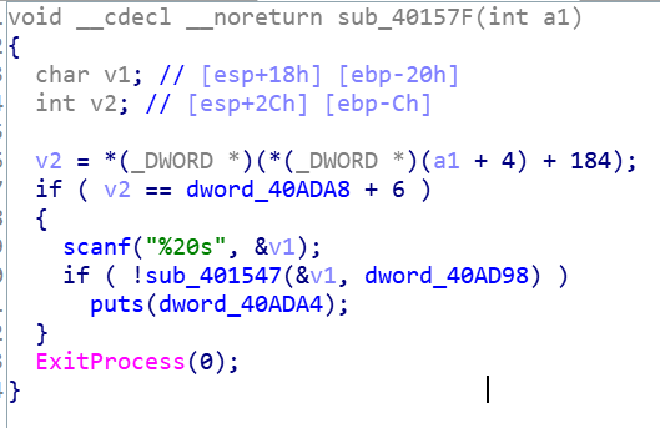 void __cdecl __noreturn sub_40157F(int a1)
{
  char v1; // [esp+18h] [ebp-20h]
  int v2; // [esp+2Ch] [ebp-Ch]

  v2 = *(_DWORD *)(*(_DWORD *)(a1 + 4) + 184);
  if ( v2 == dword_40ADA8 + 6 )
  {
    scanf("%20s", &v1);
    if ( !sub_401547(&v1, dword_40AD98) )
      puts(dword_40ADA4);
  }
  ExitProcess(0);
}